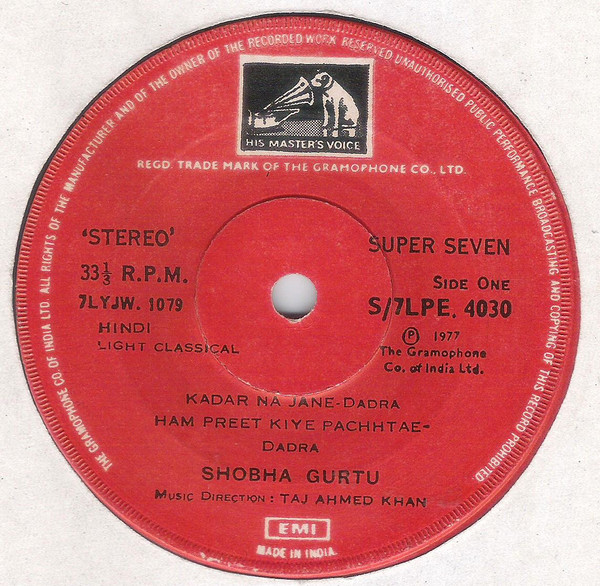 THE GRAMOPHONE CO OF INDIA LTD. ALL RIGHTS OF THE MANUFACTURER AND OF THE OWNER OF THE RECORDED WORK RESERVED UNAUTHORISED PUBLIC PERFORMANCE BROADCASTING AND COPYING OF THIS RECORD PROHIBITED.
HIS MASTER'S VOICE
REGD. TRADE MARK OF THE GRAMOPHONE CO., LTD.
'STEREO'
33⅓ R.P.M.
7LYJW. 1079
HINDI
LIGHT CLASSICAL
SUPER SEVEN
SIDE ONE
S/7LPE. 4030
Ⓟ 1977
The Gramophone
Co. of India Ltd.
KADAR NA JANE-DADRA
HAM PREET KIYE PACHHTAE-
DADRA
SHOBHA GURTU
MUSIC DIRECTION : TAJ AHMED KHAN
EMI
MADE IN INDIA.